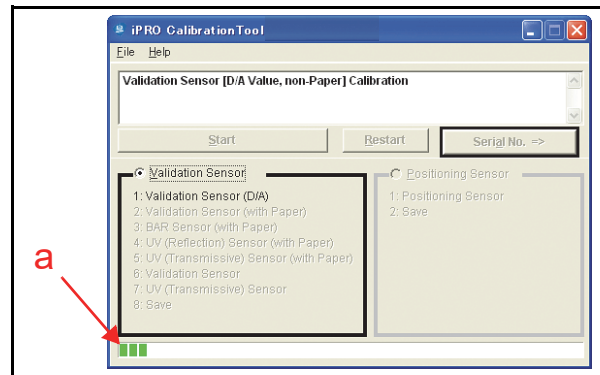 iPRO CalibrationTool
File Help
Validation Sensor [D/A Value, non-Paper] Calibration
Start Restart Serial No. =>
Validation Sensor
1: Validation Sensor (D/A)
2: Validation Sensor (with Paper)
3: BAR Sensor (with Paper)
4: UV (Reflection) Sensor (with Paper)
5: UV (Transmissive) Sensor (with Paper)
6: Validation Sensor
7: UV (Transmissive) Sensor
8: Save
Positioning Sensor
1: Positioning Sensor
2: Save
a